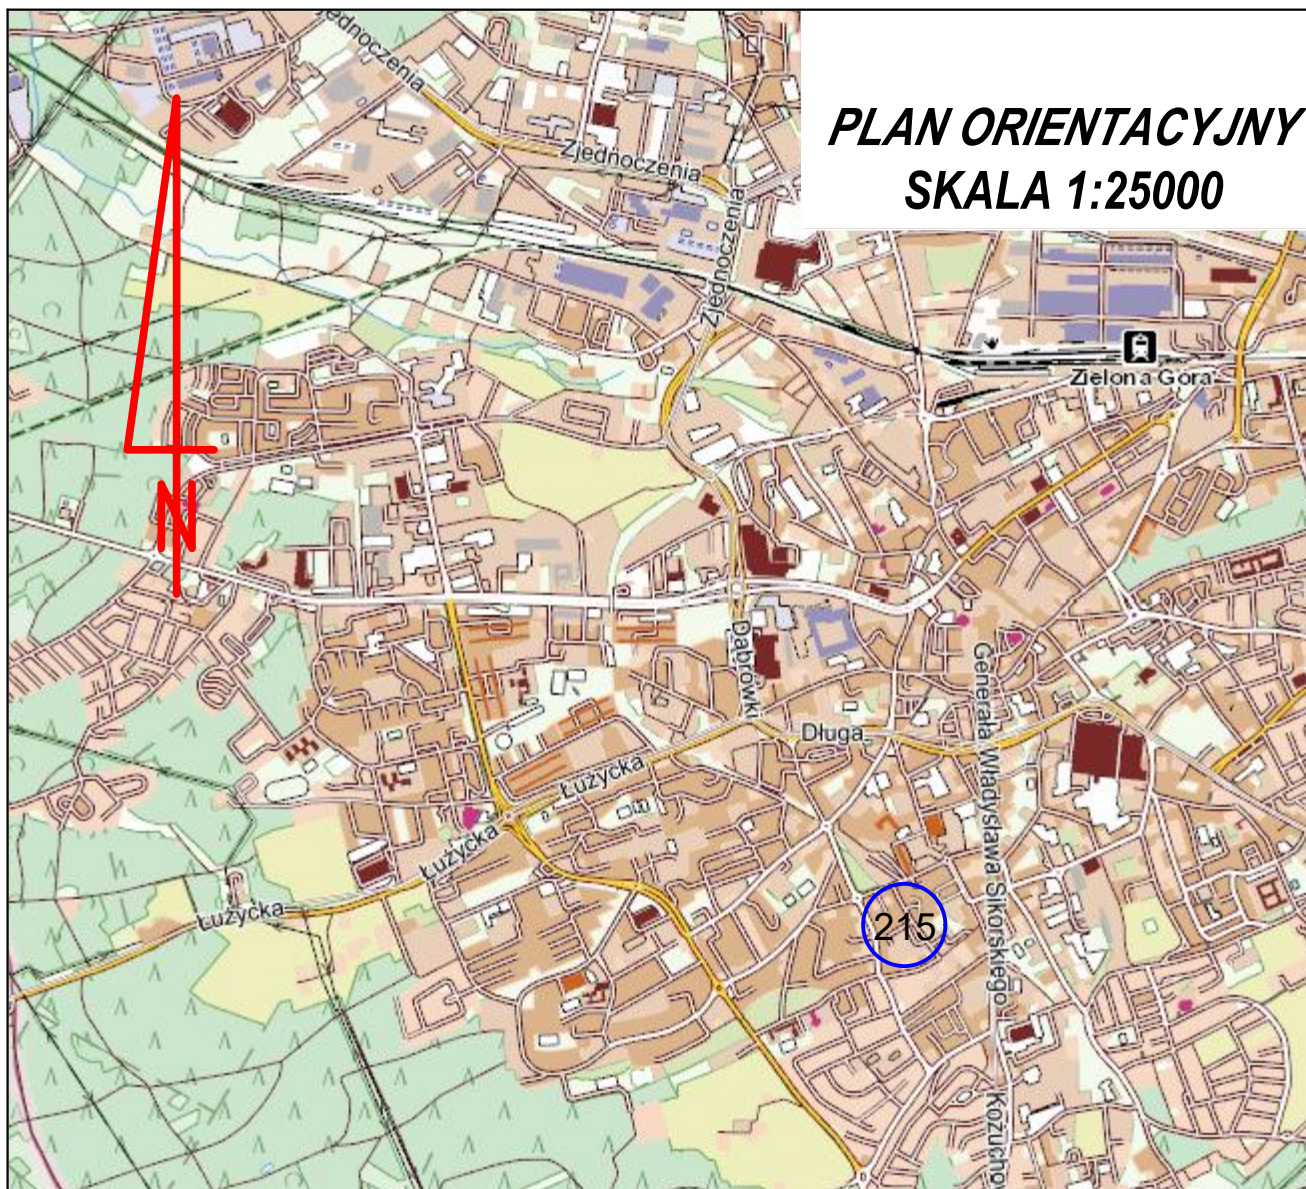 Zjednoczenia
PLAN ORIENTACYJNY
SKALA 1:25000
Zjednoczenia
Zjednoczenia
Zielona Góra
N
Dąbrówki
Generała Władysława Sikorskiego
Długa
Łużycka
Łużycka
Łużycka
215
Kożuchow